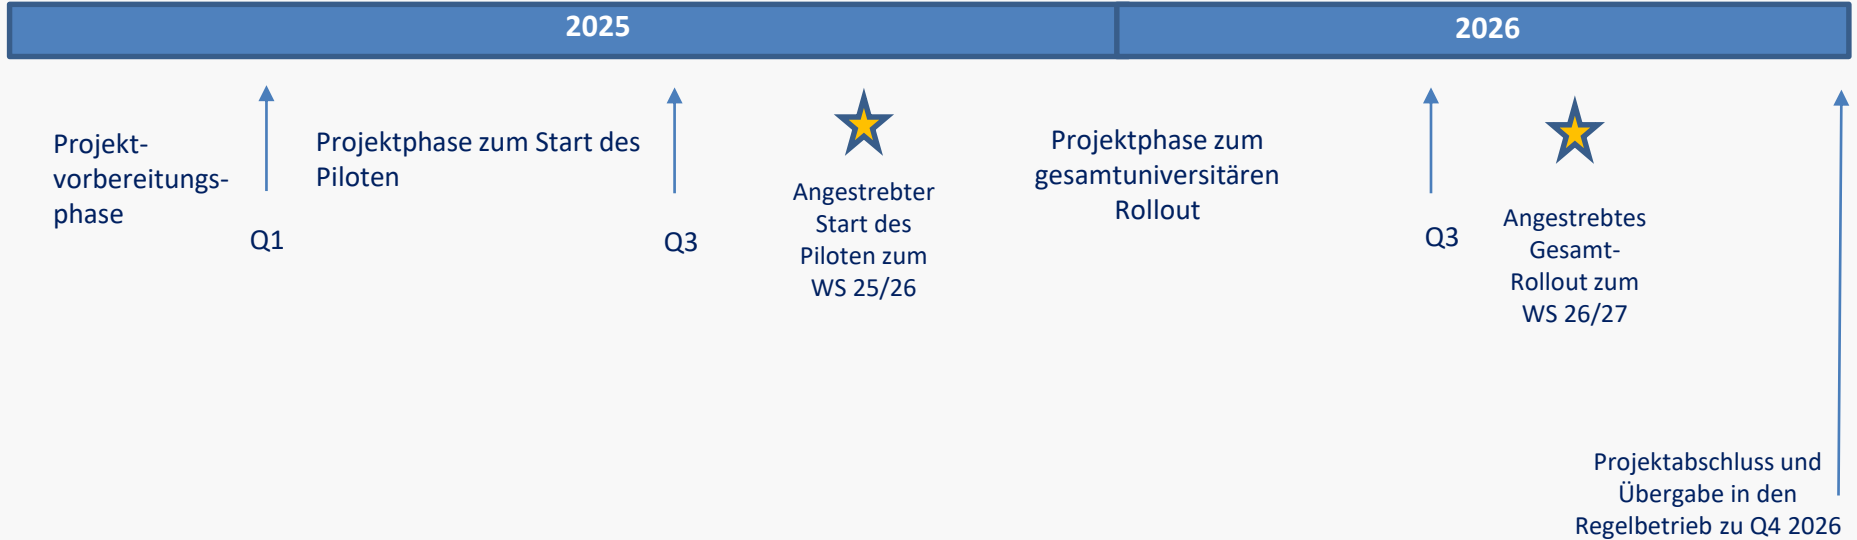 2025
2026
Projekt-
vorbereitungs-
phase
Q1
Projektphase zum Start des
Piloten
Q3
Angestrebter
Start des
Piloten zum
WS 25/26
Projektphase zum
gesamtuniversitären
Rollout
Q3
Angestrebtes
Gesamt-
Rollout zum
WS 26/27
Projektabschluss und
Übergabe in den
Regelbetrieb zu Q4 2026